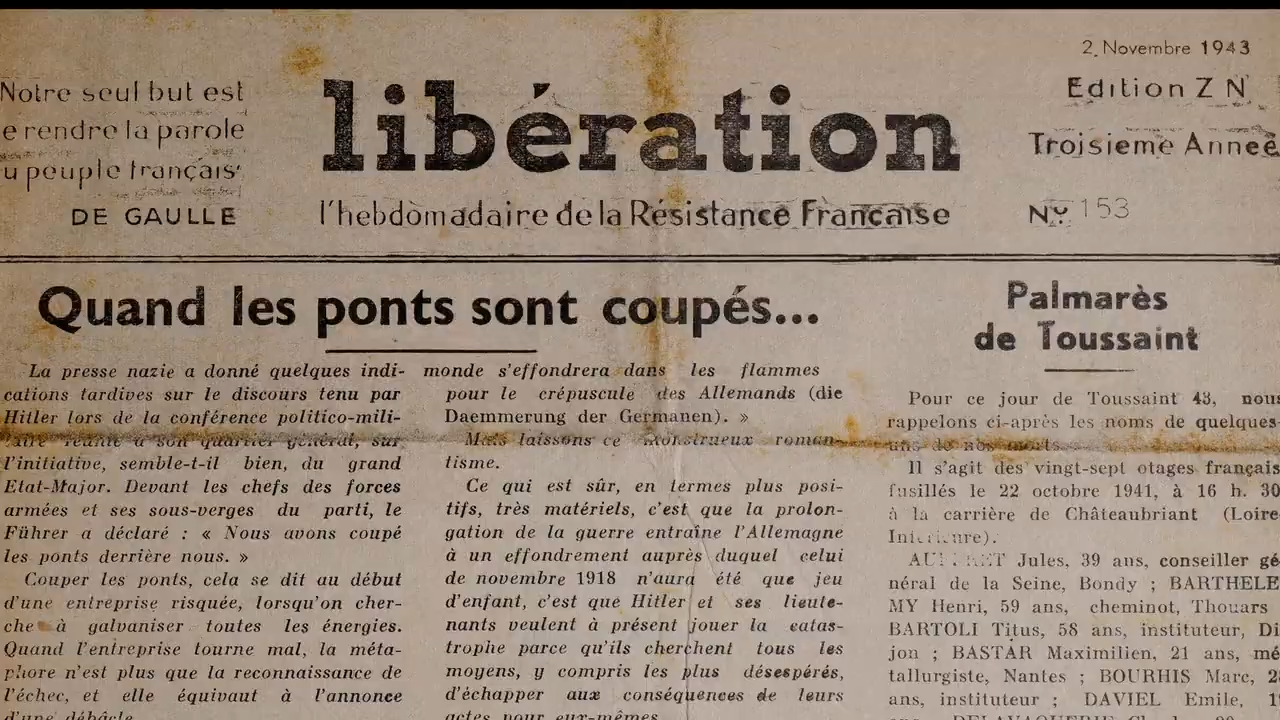 Notre seul but est
e rendre la parole
u peuple français
DE GAULLE
libération
l'hebdomadaire de la Résistance Française
2 Novembre 1943
Edition Z N
Troisième Année
No 153
Quand les ponts sont coupés...
La presse nazie a donné quelques indi-
cations tardives sur le discours tenu par
Hitler lors de la conférence politico-mili-
taire réunie à son quartier général, sur
l'initiative, semble-t-il bien, du grand
Etat-Major. Devant les chefs des forces
armées et ses sous-verges du parti, le
Führer a déclaré : « Nous avons coupé
les ponts derrière nous. »
Couper les ponts, cela se dit au début
d'une entreprise risquée, lorsqu'on cher-
che à galvaniser toutes les énergies.
Quand l'entreprise tourne mal, la méta-
phore n'est plus que la reconnaissance de
l'échec, et elle équivaut à l'annonce
d'une débâcle
monde s'effondrera dans les flammes
pour le crépuscule des Allemands (die
Daemmerung der Germanen). »
Mais laissons ce monstrueux roman-
tisme.
Ce qui est sûr, en termes plus posi-
tifs, très matériels, c'est que la prolon-
gation de la guerre entraîne l'Allemagne
à un effondrement auprès duquel celui
de novembre 1918 n'aura été que jeu
d'enfant, c'est que Hitler et ses lieute-
nants veulent à présent jouer la catas-
trophe parce qu'ils cherchent tous les
moyens, y compris les plus désespérés,
d'échapper aux conséquences de leurs
actes pour eux-mêmes
Palmarès
de Toussaint
Pour ce jour de Toussaint 43, nous
rappelons ci-après les noms de quelques-
uns de nos morts.
Il s'agit des vingt-sept otages français
fusillés le 22 octobre 1941, à 16 h. 30
à la carrière de Châteaubriant (Loire-
Inférieure).
Jules, 39 ans, conseiller gé-
néral de la Seine, Bondy ; BARTHELE
MY Henri, 59 ans, cheminot, Thouars
BARTOLI Titus, 58 ans, instituteur, Di
jon ; BASTAR Maximilien, 21 ans, mé
tallurgiste, Nantes ; BOURHIS Marc, 2
ans, instituteur ; DAVIEL Emile, 1